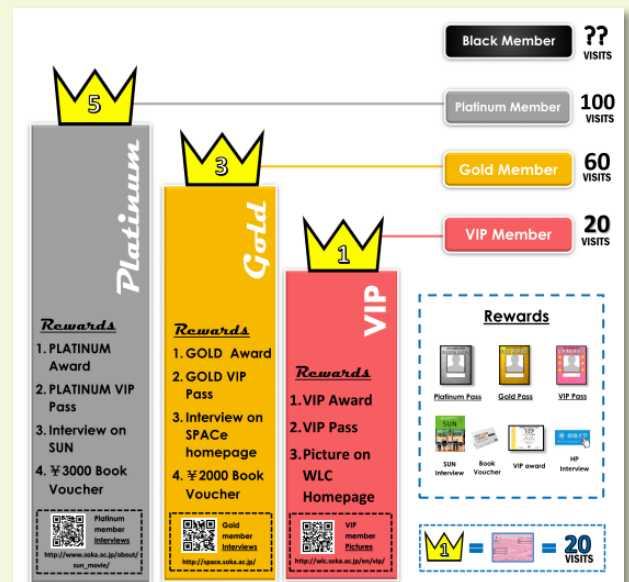 Black Member
??
VISITS
5
Platinum Member
100
VISITS
3
Gold Member
60
VISITS
1
VIP Member
20
VISITS
Platinum
Rewards
1. PLATINUM
Award
2. PLATINUM VIP
Pass
3. Interview on
SUN
4. ¥3000 Book
Voucher
Platinum
member
Interviews
http://www.soka.ac.jp/about/
sun_movie/
Gold
Rewards
1. GOLD Award
2. GOLD VIP
Pass
3. Interview on
SPACe
homepage
4. ¥2000 Book
Voucher
Gold
member
Interviews
http://space.soka.ac.jp/
VIP
Rewards
1.VIP Award
2.VIP Pass
3.Picture on
WLC
Homepage
VIP
member
Pictures
http://wlc.soka.ac.jp/en/vip/
Rewards
Platinum Pass
Gold Pass
VIP Pass
SUN
SUN
Interview
Book
Voucher
VIP
VIP award
HP
Interview
1 = = 20
VISITS